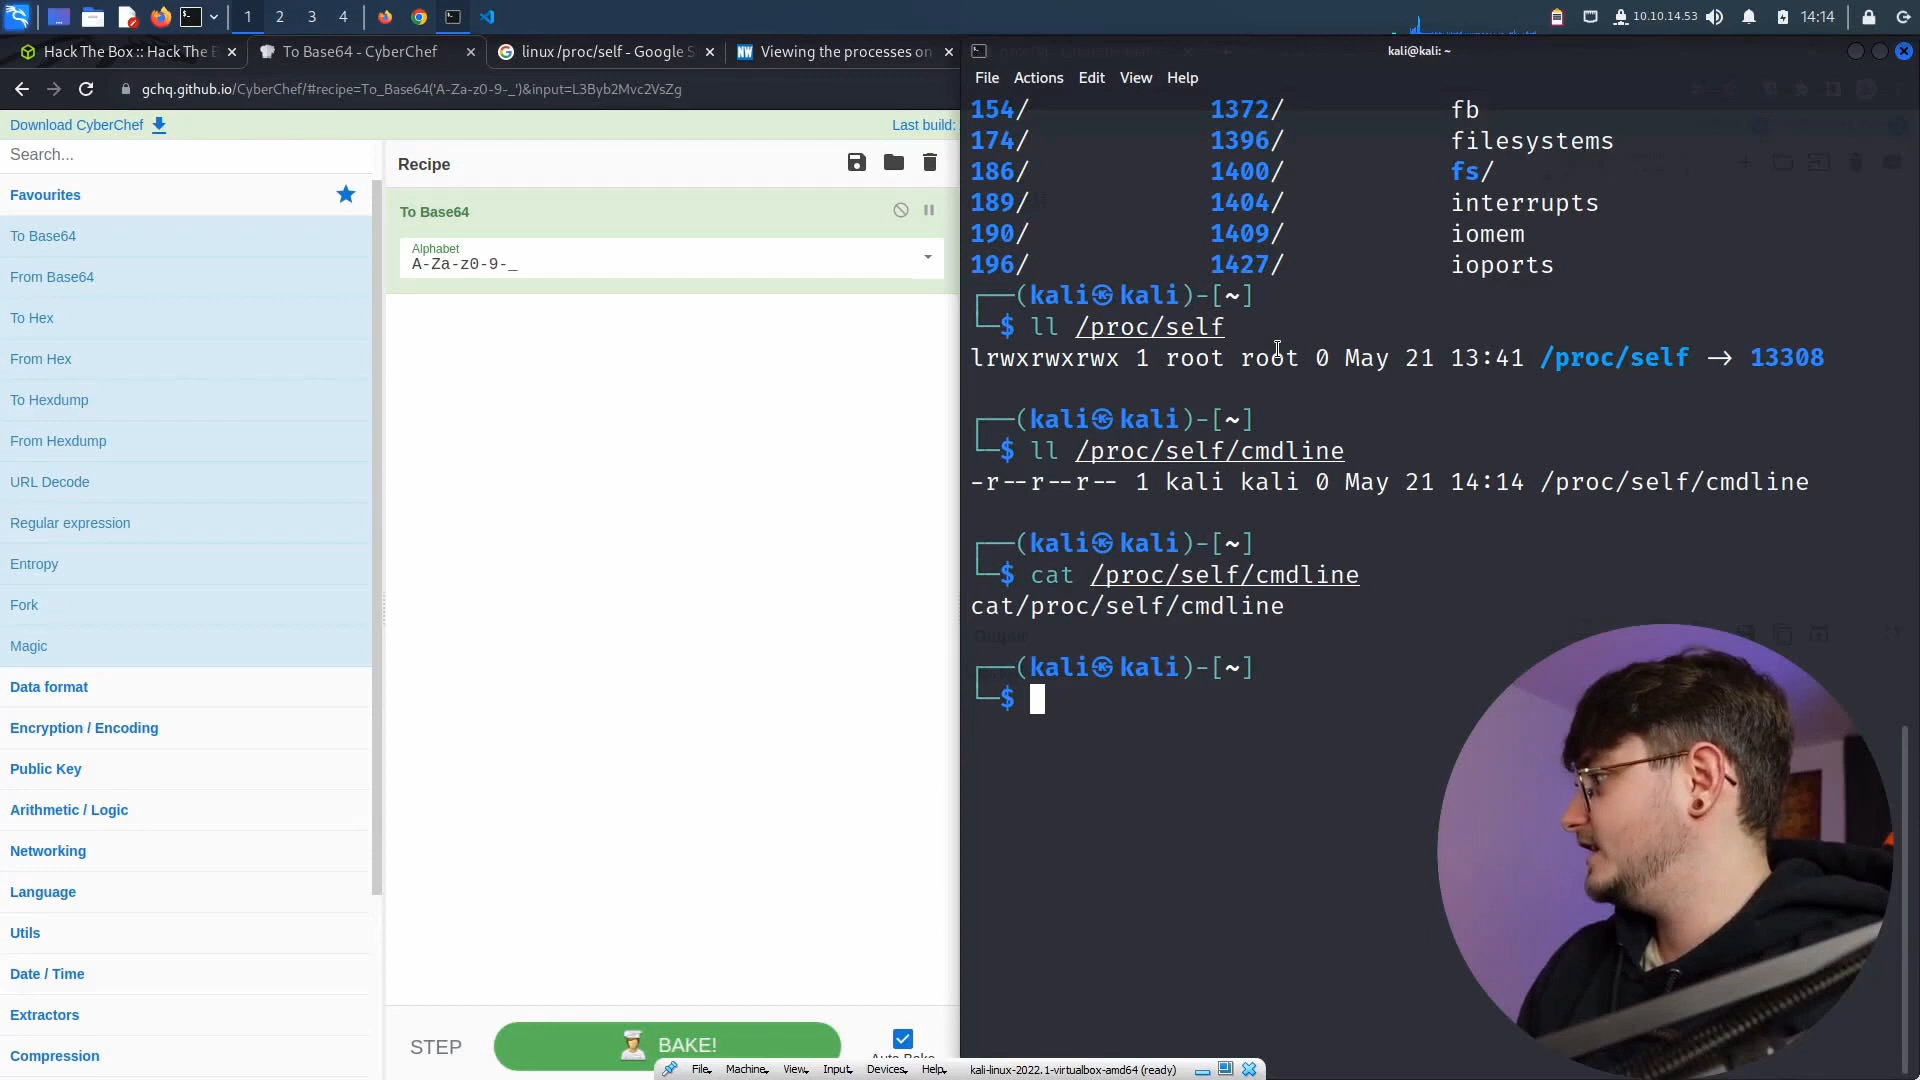 1 2 3 4
10.10.14.53
14:14
Hack The Box :: Hack The B
To Base64 - CyberChef
linux /proc/self - Google S
Viewing the processes on
gchq.github.io/CyberChef/#recipe=To_Base64('A-Za-z0-9-_')&input=L3Byb2Mvc2VsZg
Download CyberChef
Last build:
Search...
Favourites
To Base64
From Base64
To Hex
From Hex
To Hexdump
From Hexdump
URL Decode
Regular expression
Entropy
Fork
Magic
Data format
Encryption / Encoding
Public Key
Arithmetic / Logic
Networking
Language
Utils
Date / Time
Extractors
Compression
Recipe
To Base64
Alphabet
A-Za-z0-9-_
STEP
BAKE!
Auto Bake
kali@kali: ~
File Actions Edit View Help
154/ 1372/ fb
174/ 1396/ filesystems
186/ 1400/ fs/
189/ 1404/ interrupts
190/ 1409/ iomem
196/ 1427/ ioports
┌──(kali㉿kali)-[~]
└─$ ll /proc/self
lrwxrwxrwx 1 root root 0 May 21 13:41 /proc/self → 13308
┌──(kali㉿kali)-[~]
└─$ ll /proc/self/cmdline
-r--r--r-- 1 kali kali 0 May 21 14:14 /proc/self/cmdline
┌──(kali㉿kali)-[~]
└─$ cat /proc/self/cmdline
cat/proc/self/cmdline
Output
┌──(kali㉿kali)-[~]
└─$
File Machine View Input Devices Help
kali-linux-2022.1-virtualbox-amd64 (ready)